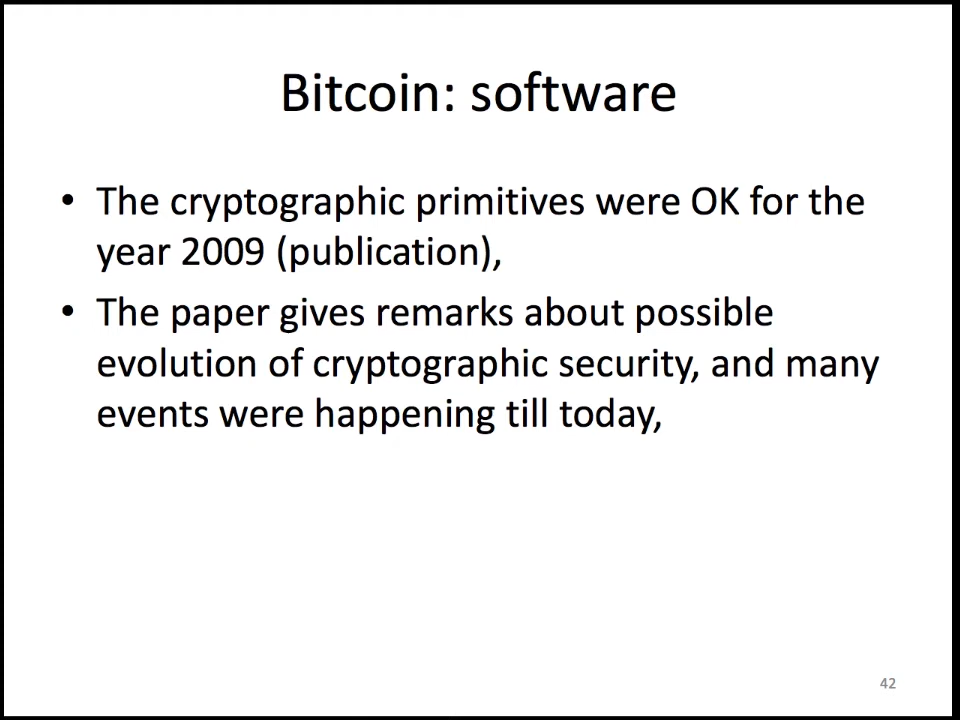 Bitcoin: software
• The cryptographic primitives were OK for the
year 2009 (publication),
• The paper gives remarks about possible
evolution of cryptographic security, and many
events were happening till today,
42